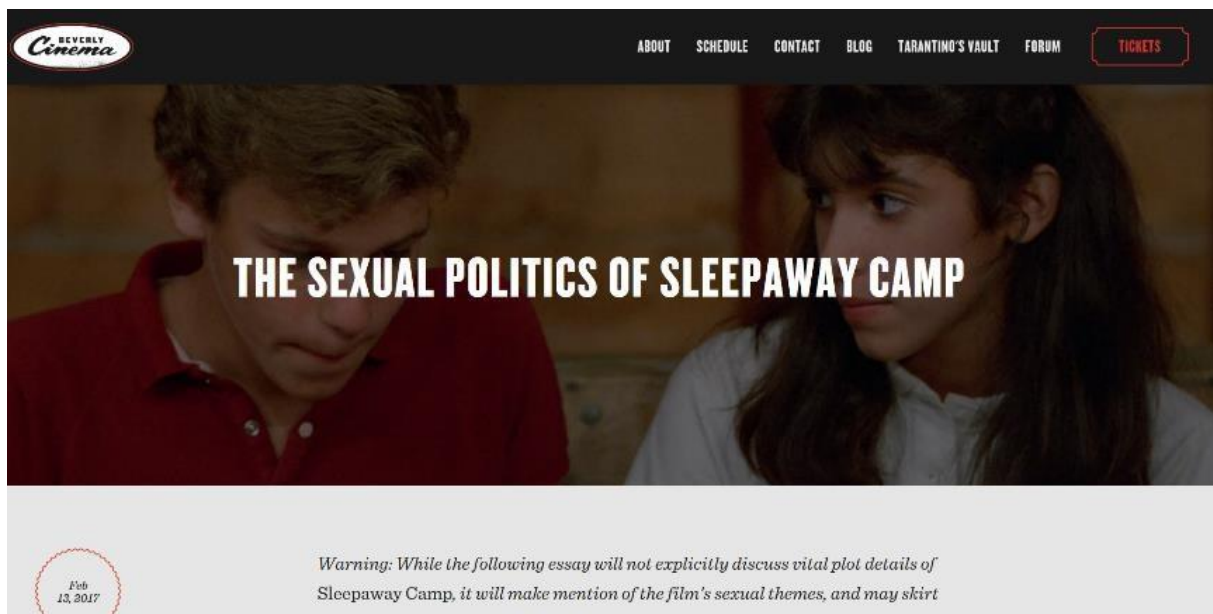 BEVERLY
Cinema
ABOUT SCHEDULE CONTACT BLOG TARANTINO'S VAULT FORUM TICKETS
THE SEXUAL POLITICS OF SLEEPAWAY CAMP
Feb
13, 2017
Warning: While the following essay will not explicitly discuss vital plot details of
Sleepaway Camp, it will make mention of the film's sexual themes, and may skirt